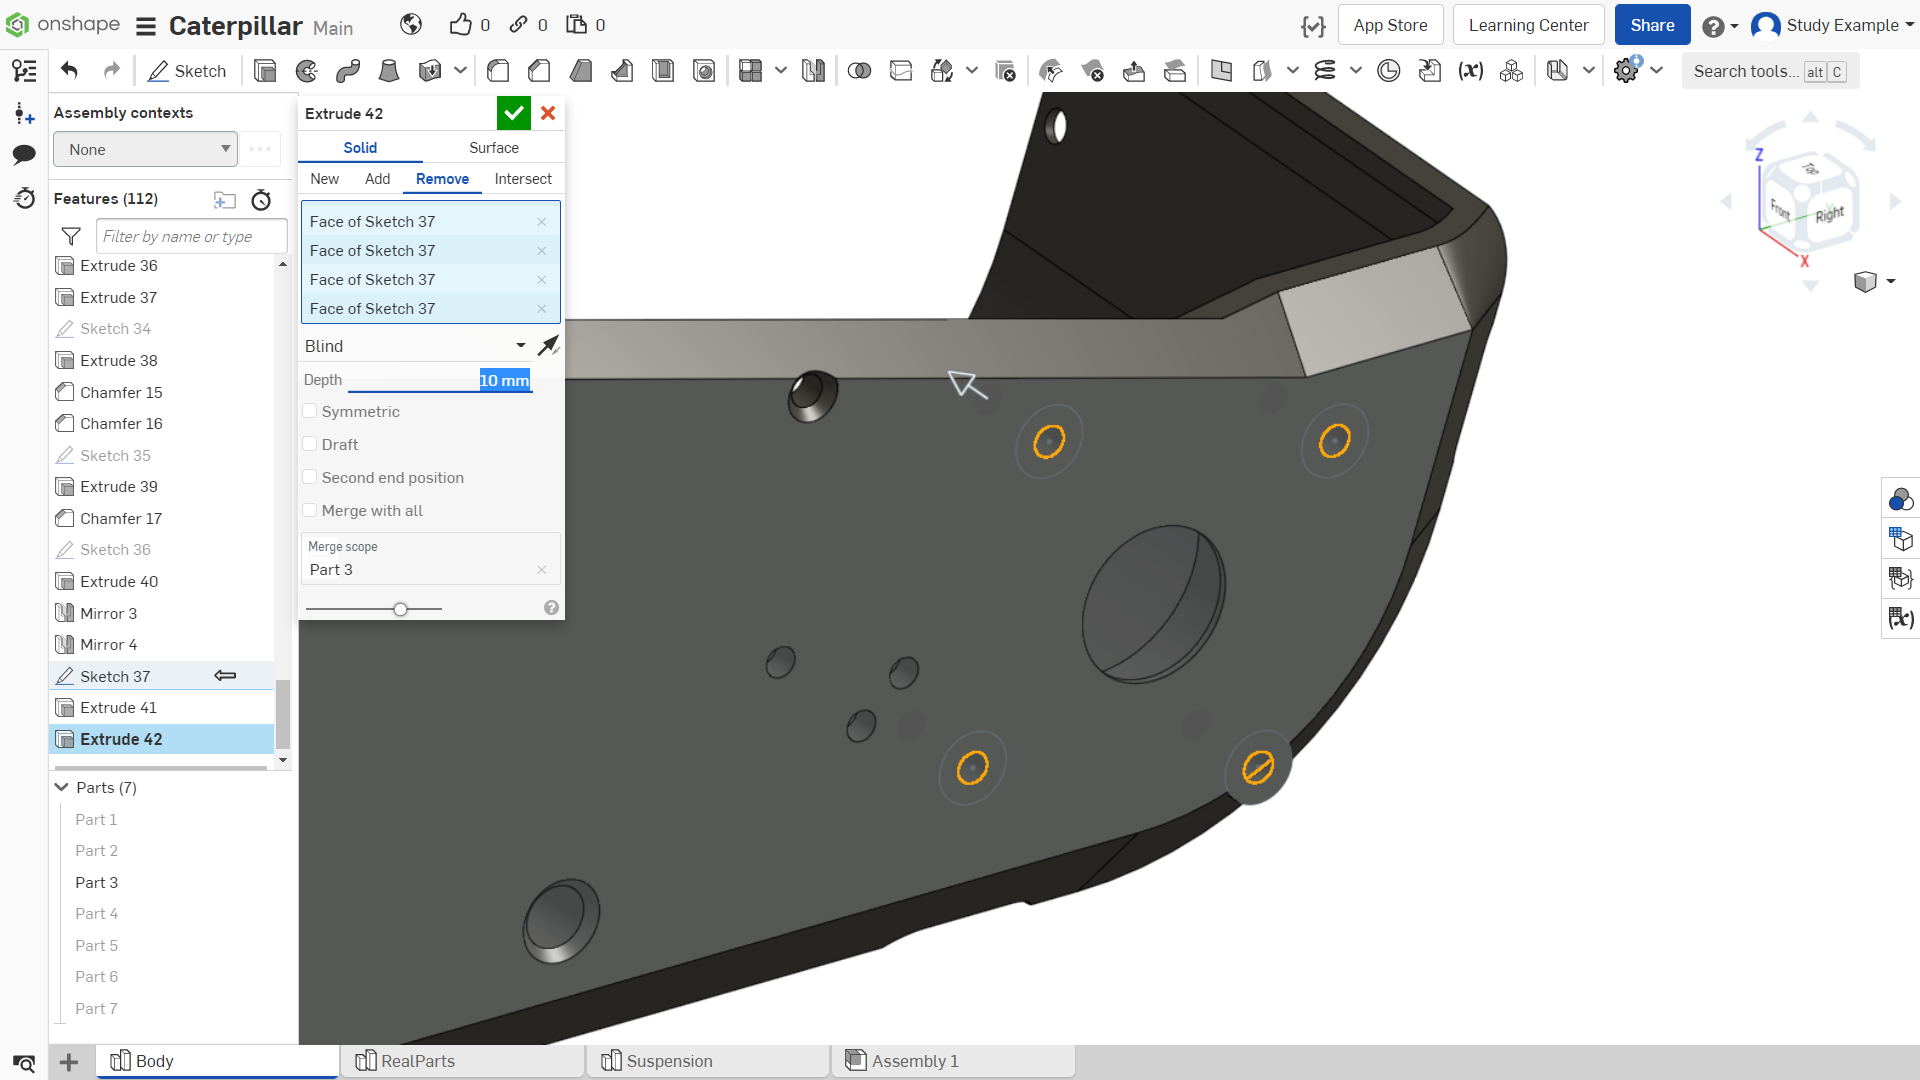 onshape
Caterpillar Main
0
0
0
App Store
Learning Center
Share
Study Example
Sketch
Search tools... alt C
Assembly contexts
None
Features (112)
Filter by name or type
Extrude 36
Extrude 37
Sketch 34
Extrude 38
Chamfer 15
Chamfer 16
Sketch 35
Extrude 39
Chamfer 17
Sketch 36
Extrude 40
Mirror 3
Mirror 4
Sketch 37
Extrude 41
Extrude 42
Parts (7)
Part 1
Part 2
Part 3
Part 4
Part 5
Part 6
Part 7
Extrude 42
Solid
Surface
New
Add
Remove
Intersect
Face of Sketch 37
Face of Sketch 37
Face of Sketch 37
Face of Sketch 37
Blind
Depth
10 mm
Symmetric
Draft
Second end position
Merge with all
Merge scope
Part 3
Z
Top
Front
Right
X
Body
RealParts
Suspension
Assembly 1